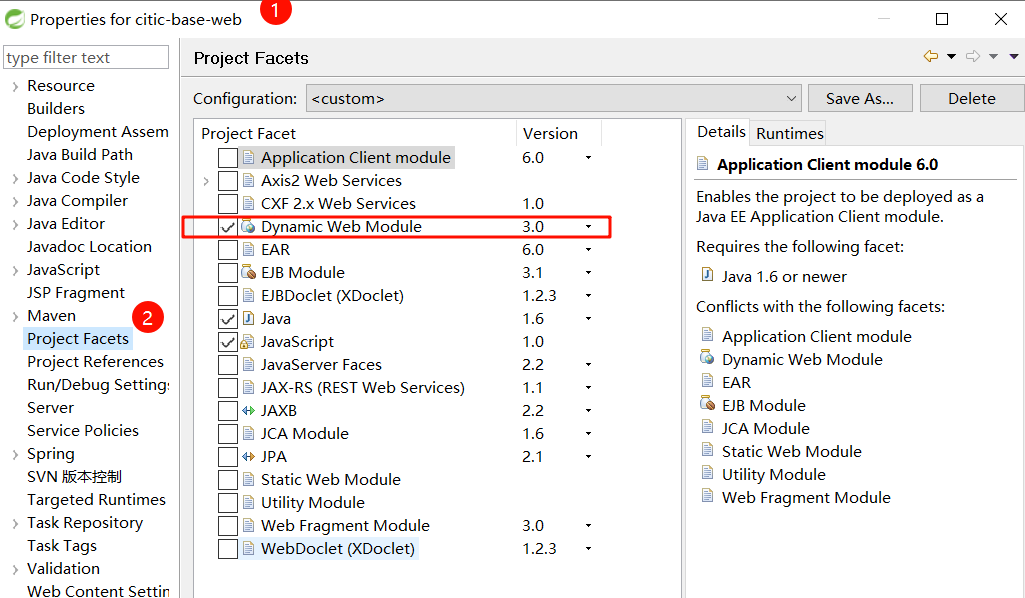 Properties for citic-base-web
1
type filter text
Resource
Builders
Deployment Assem
Java Build Path
Java Code Style
Java Compiler
Java Editor
Javadoc Location
JavaScript
JSP Fragment
Maven
2
Project Facets
Project References
Run/Debug Settings
Server
Service Policies
Spring
SVN 版本控制
Targeted Runtimes
Task Repository
Task Tags
Validation
Web Content Settin
Project Facets
Configuration: <custom> Save As... Delete
Project Facet Version
Application Client module 6.0
Axis2 Web Services
CXF 2.x Web Services 1.0
Dynamic Web Module 3.0
EAR 6.0
EJB Module 3.1
EJBDoclet (XDoclet) 1.2.3
Java 1.6
JavaScript 1.0
JavaServer Faces 2.2
JAX-RS (REST Web Services) 1.1
JAXB 2.2
JCA Module 1.6
JPA 2.1
Static Web Module
Utility Module
Web Fragment Module 3.0
WebDoclet (XDoclet) 1.2.3
Details Runtimes
Application Client module 6.0
Enables the project to be deployed as a
Java EE Application Client module.
Requires the following facet:
Java 1.6 or newer
Conflicts with the following facets:
Application Client module
Dynamic Web Module
EAR
EJB Module
JCA Module
Static Web Module
Utility Module
Web Fragment Module